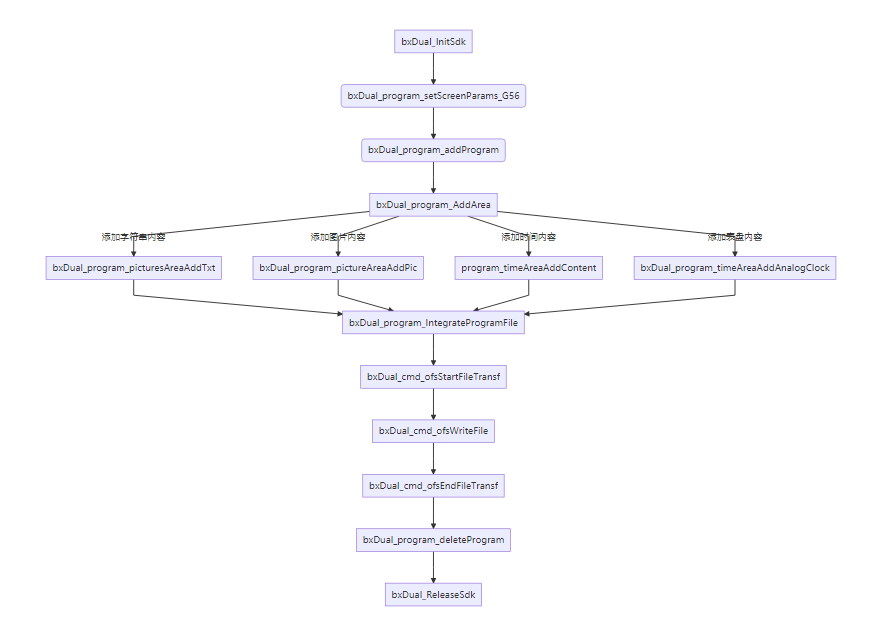 bxDual_InitSdk
bxDual_program_setScreenParams_G56
bxDual_program_addProgram
bxDual_program_AddArea
添加字符串内容
添加图片内容
添加时间内容
添加表盘内容
bxDual_program_picturesAreaAddTxt
bxDual_program_pictureAreaAddPic
program_timeAreaAddContent
bxDual_program_timeAreaAddAnalogClock
bxDual_program_IntegrateProgramFile
bxDual_cmd_ofsStartFileTransf
bxDual_cmd_ofsWriteFile
bxDual_cmd_ofsEndFileTransf
bxDual_program_deleteProgram
bxDual_ReleaseSdk